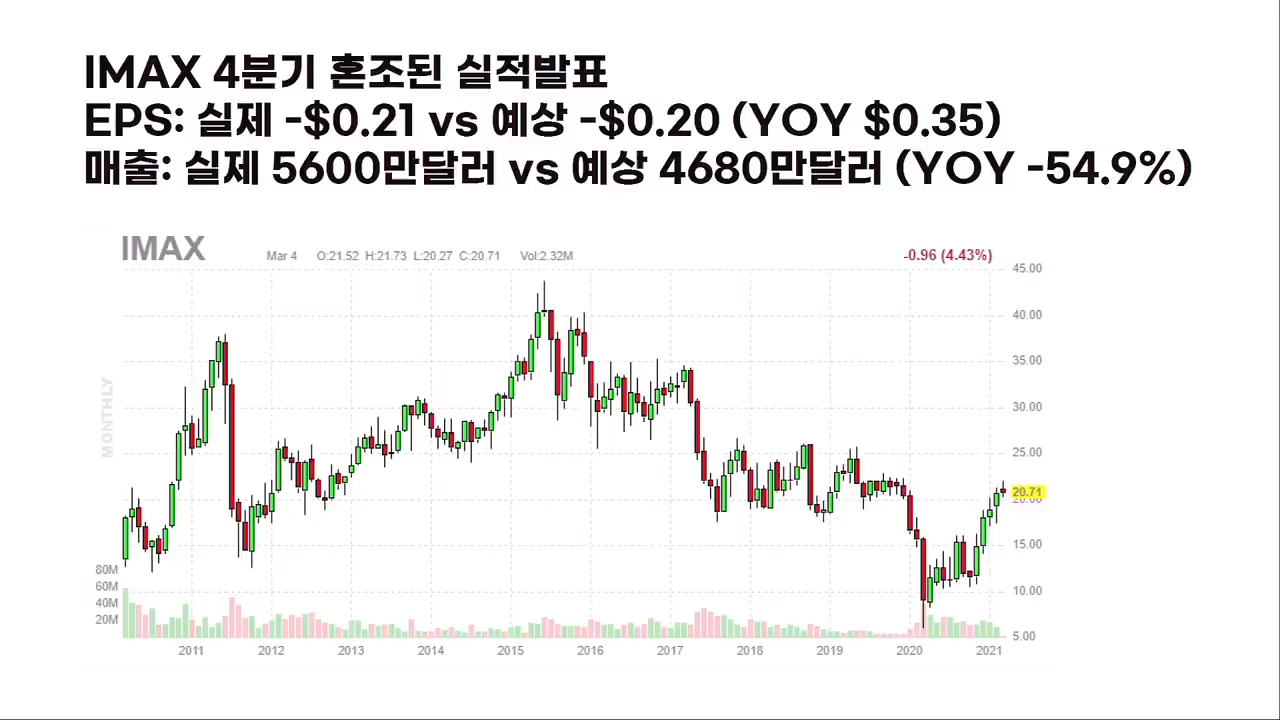 IMAX 4분기 혼조된 실적발표
EPS: 실제 -$0.21 vs 예상 -$0.20 (YOY $0.35)
매출: 실제 5600만달러 vs 예상 4680만달러 (YOY -54.9%)
IMAX Mar 4 O:21.52 H:21.73 L:20.27 C:20.71 Vol:2.32M -0.96 (4.43%)
45.00
40.00
35.00
MONTHLY
30.00
25.00
20.71
20.00
15.00
80M
60M
10.00
40M
20M
5.00
2011 2012 2013 2014 2015 2016 2017 2018 2019 2020 2021